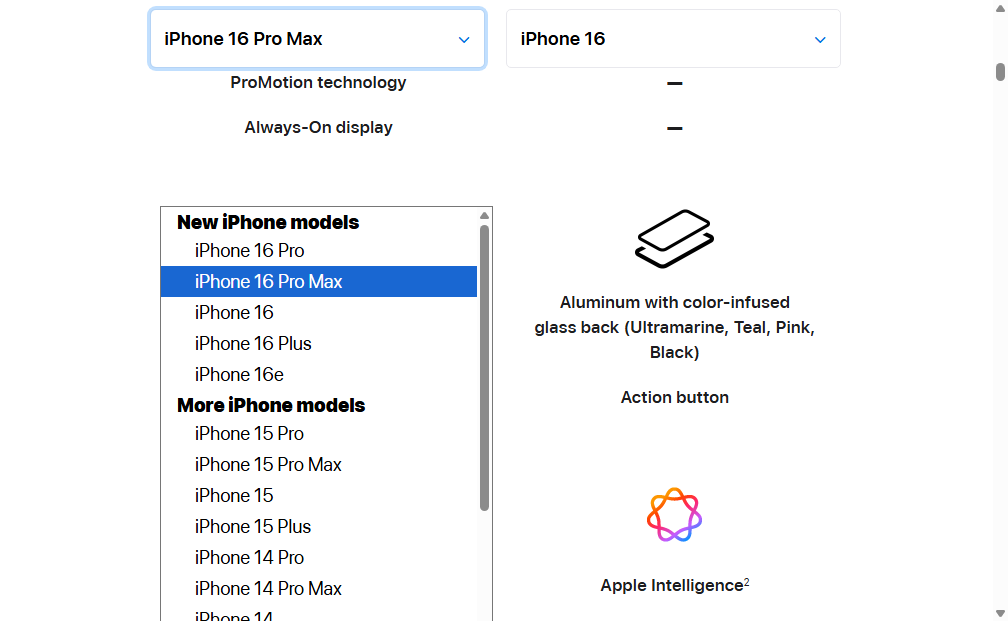 iPhone 16 Pro Max
iPhone 16
ProMotion technology
—
Always-On display
—
New iPhone models
iPhone 16 Pro
iPhone 16 Pro Max
iPhone 16
iPhone 16 Plus
iPhone 16e
More iPhone models
iPhone 15 Pro
iPhone 15 Pro Max
iPhone 15
iPhone 15 Plus
iPhone 14 Pro
iPhone 14 Pro Max
iPhone 14
Aluminum with color-infused
glass back (Ultramarine, Teal, Pink,
Black)
Action button
Apple Intelligence²